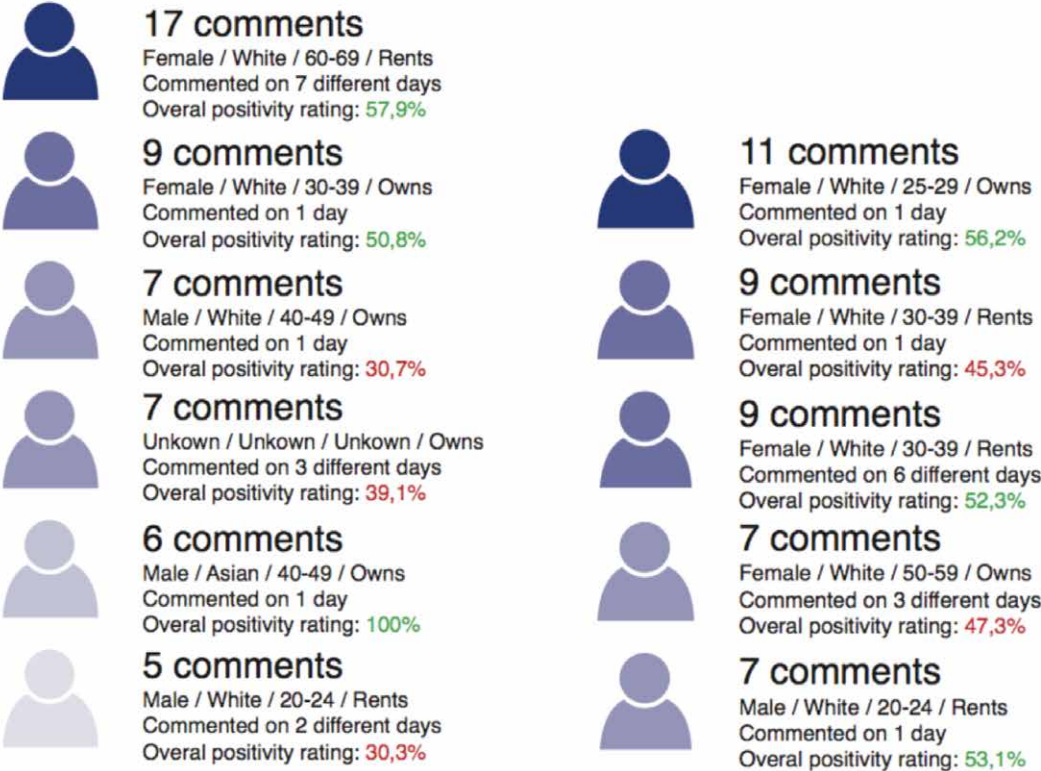 17 comments
Female / White / 60-69 / Rents
Commented on 7 different days
Overal positivity rating: 57,9%
9 comments
Female / White / 30-39 / Owns
Commented on 1 day
Overal positivity rating: 50,8%
7 comments
Male / White / 40-49 / Owns
Commented on 1 day
Overal positivity rating: 30,7%
7 comments
Unkown / Unkown / Unkown / Owns
Commented on 3 different days
Overal positivity rating: 39,1%
6 comments
Male / Asian / 40-49 / Owns
Commented on 1 day
Overal positivity rating: 100%
5 comments
Male / White / 20-24 / Rents
Commented on 2 different days
Overal positivity rating: 30,3%
11 comments
Female / White / 25-29 / Owns
Commented on 1 day
Overal positivity rating: 56,2%
9 comments
Female / White / 30-39 / Rents
Commented on 1 day
Overal positivity rating: 45,3%
9 comments
Female / White / 30-39 / Rents
Commented on 6 different days
Overal positivity rating: 52,3%
7 comments
Female / White / 50-59 / Owns
Commented on 3 different days
Overal positivity rating: 47,3%
7 comments
Male / White / 20-24 / Rents
Commented on 1 day
Overal positivity rating: 53,1%